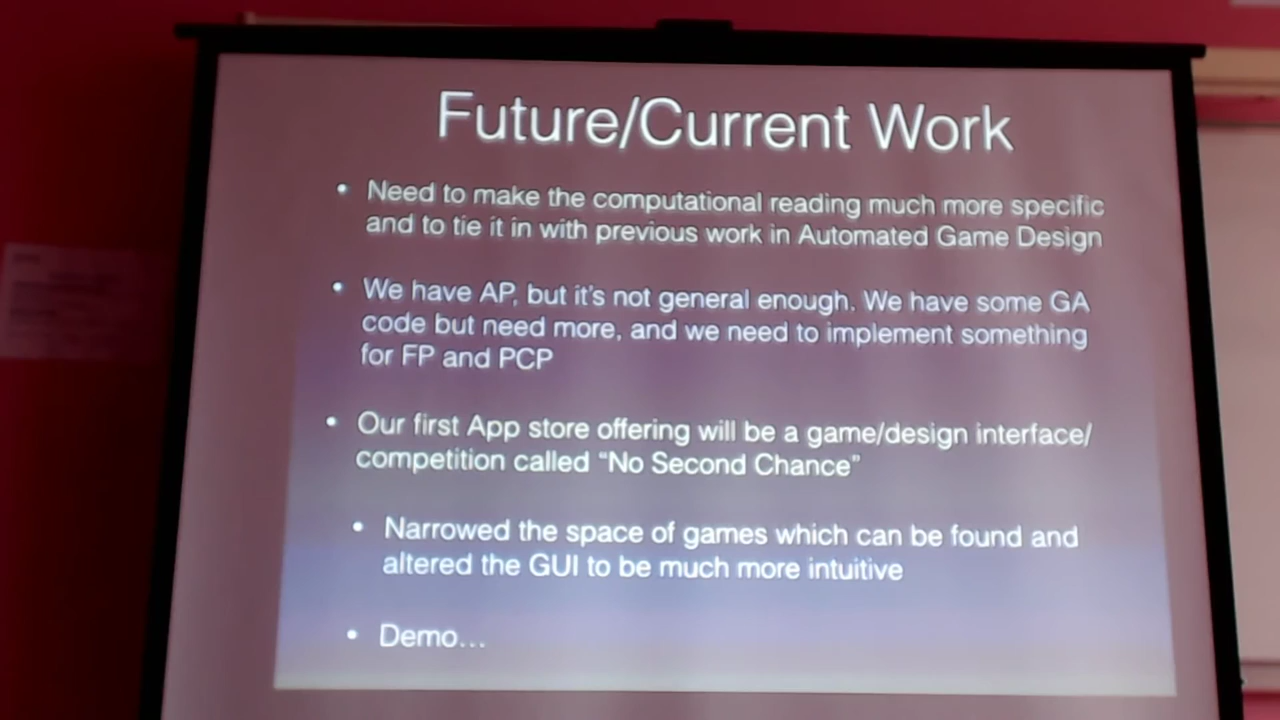 Future/Current Work
• Need to make the computational reading much more specific
and to tie it in with previous work in Automated Game Design
• We have AP, but it's not general enough. We have some GA
code but need more, and we need to implement something
for FP and PCP
• Our first App store offering will be a game/design interface/
competition called “No Second Chance”
• Narrowed the space of games which can be found and
altered the GUI to be much more intuitive
• Demo…